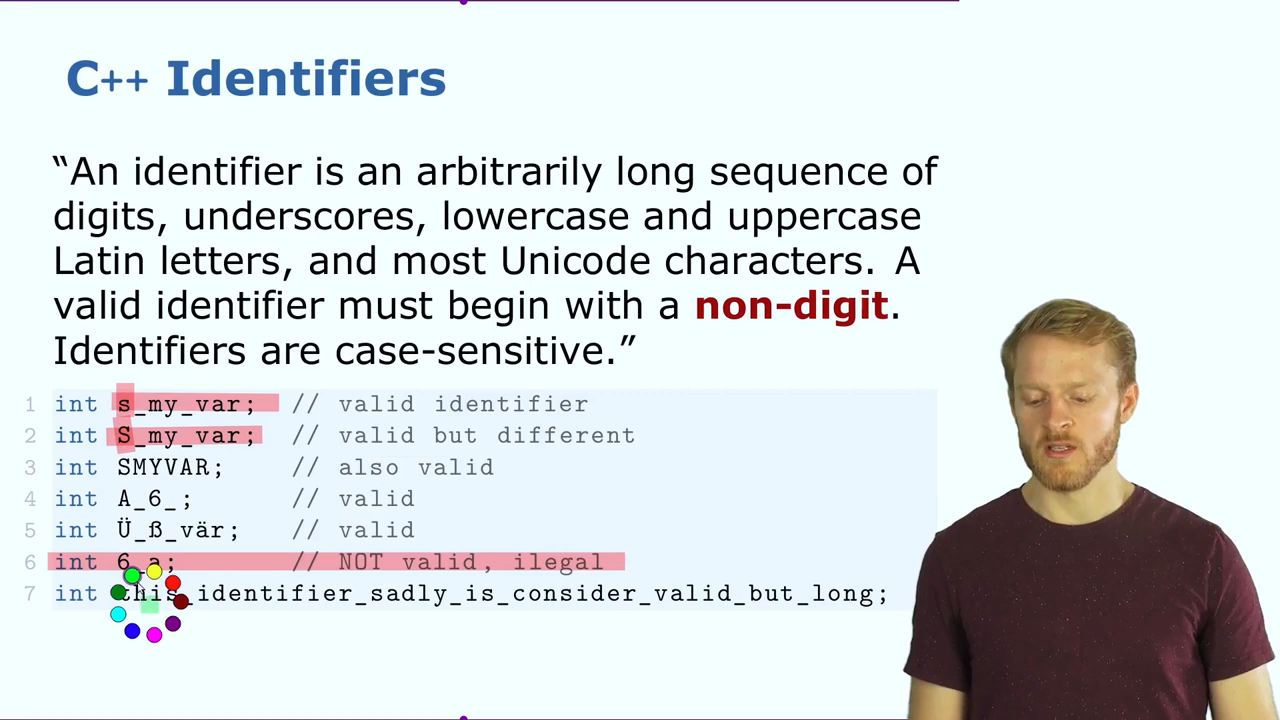 C++ Identifiers
“An identifier is an arbitrarily long sequence of
digits, underscores, lowercase and uppercase
Latin letters, and most Unicode characters. A
valid identifier must begin with a non-digit.
Identifiers are case-sensitive.”
1 int s_my_var; // valid identifier
2 int S_my_var; // valid but different
3 int SMYVAR; // also valid
4 int A_6_; // valid
5 int Ü_ß_vär; // valid
6 int 6_a; // NOT valid, ilegal
7 int this_identifier_sadly_is_consider_valid_but_long;